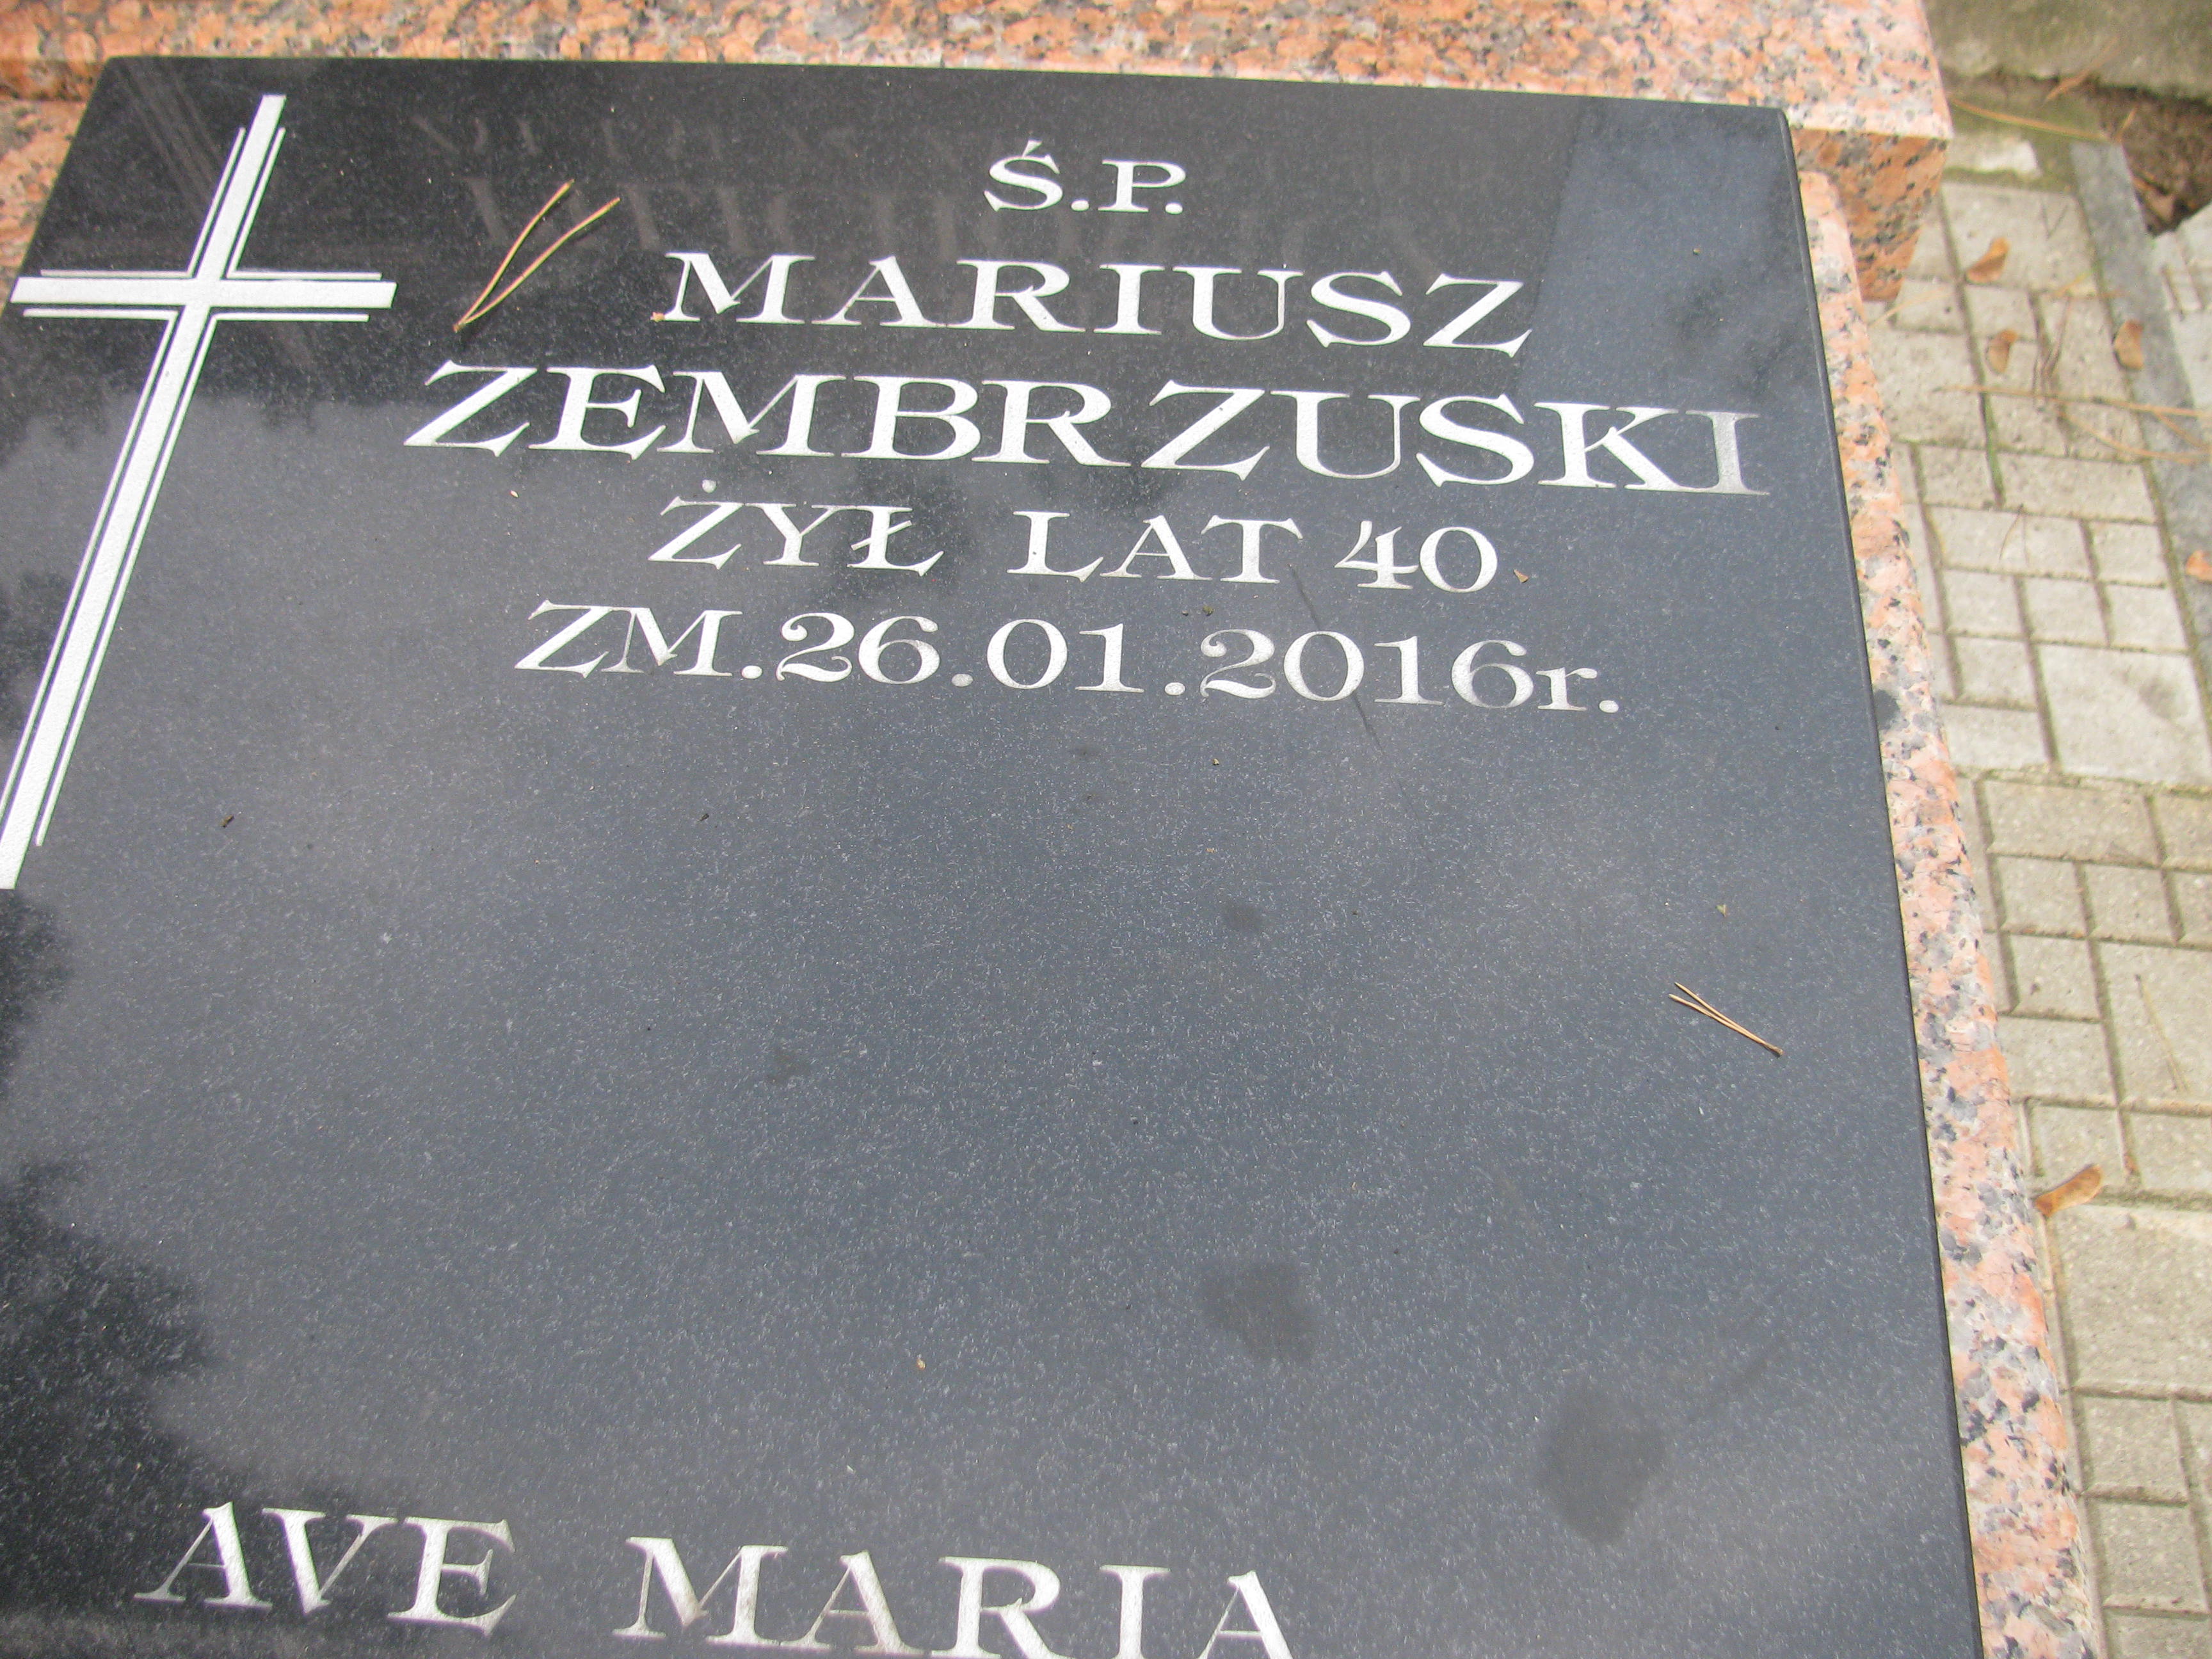 Ś.P.
MARIUSZ
ZEMBRZUSKI
ŻYŁ LAT 40
ZM.26.01.2016r.
AVE MARIA